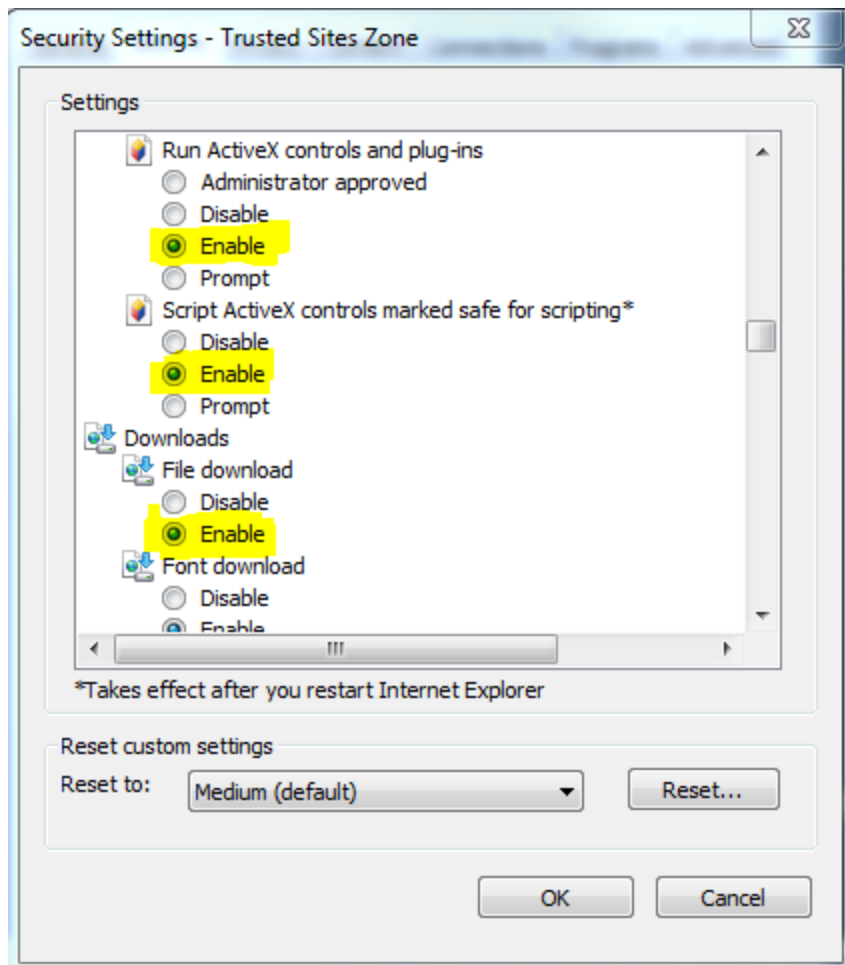 Security Settings - Trusted Sites Zone
Settings
Run ActiveX controls and plug-ins
Administrator approved
Disable
Enable
Prompt
Script ActiveX controls marked safe for scripting*
Disable
Enable
Prompt
Downloads
File download
Disable
Enable
Font download
Disable
Enable
*Takes effect after you restart Internet Explorer
Reset custom settings
Reset to:
Medium (default)
Reset...
OK
Cancel